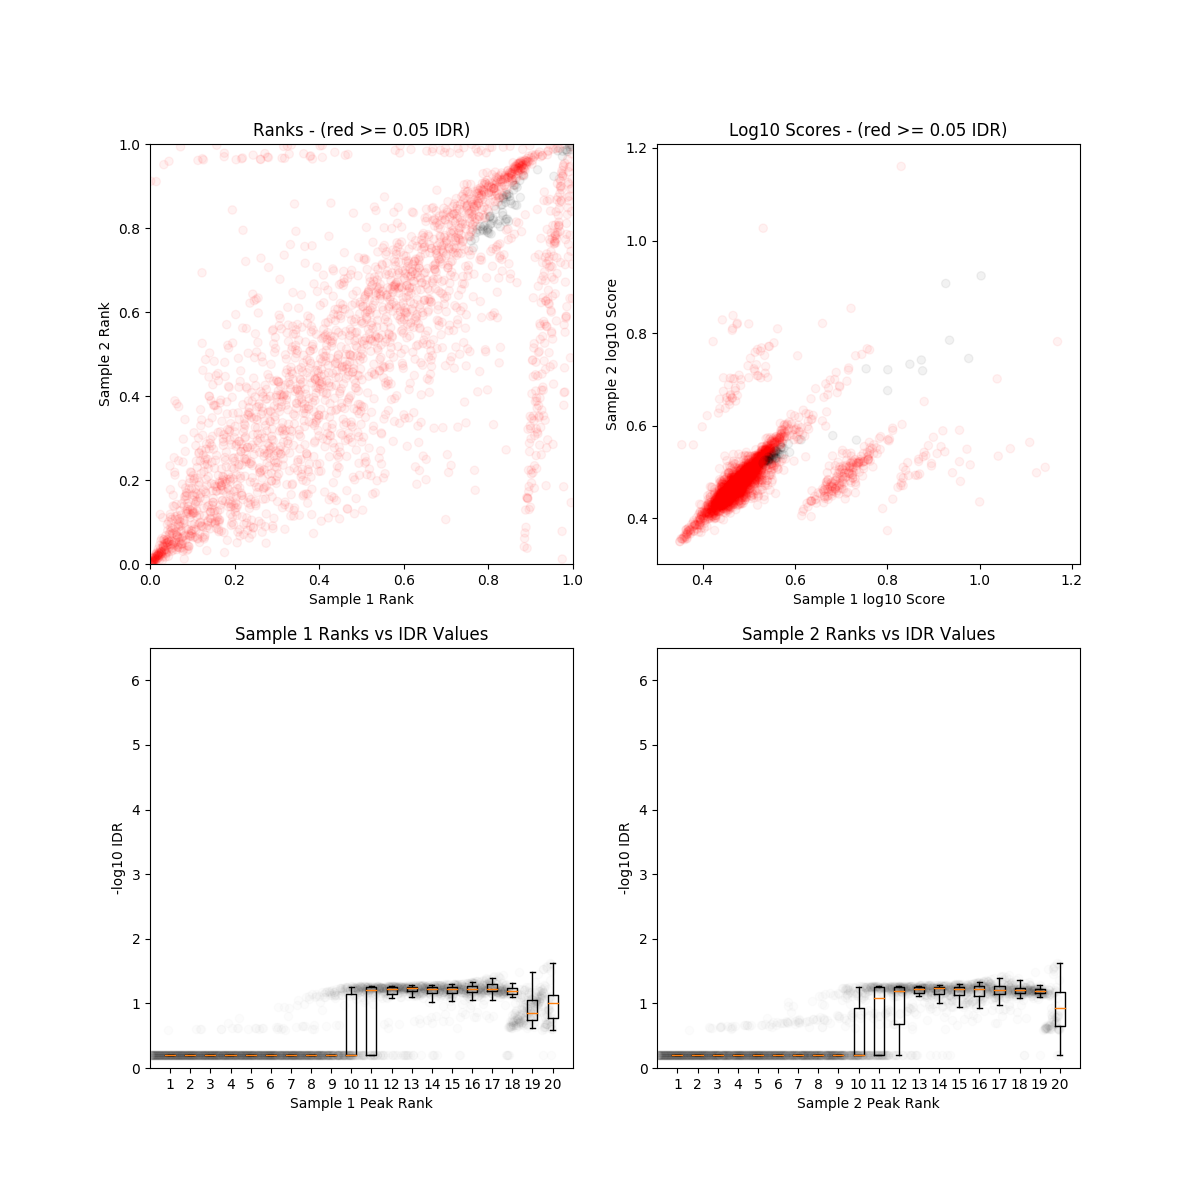 Ranks - (red >= 0.05 IDR)
1.0
0.8
0.6
0.4
0.2
0.0
Sample 2 Rank
0.0 0.2 0.4 0.6 0.8 1.0
Sample 1 Rank
Log10 Scores - (red >= 0.05 IDR)
1.2
1.0
0.8
0.6
0.4
Sample 2 log10 Score
0.4 0.6 0.8 1.0 1.2
Sample 1 log10 Score
Sample 1 Ranks vs IDR Values
6
5
4
3
2
1
0
-log10 IDR
1 2 3 4 5 6 7 8 9 10 11 12 13 14 15 16 17 18 19 20
Sample 1 Peak Rank
Sample 2 Ranks vs IDR Values
6
5
4
3
2
1
0
-log10 IDR
1 2 3 4 5 6 7 8 9 10 11 12 13 14 15 16 17 18 19 20
Sample 2 Peak Rank